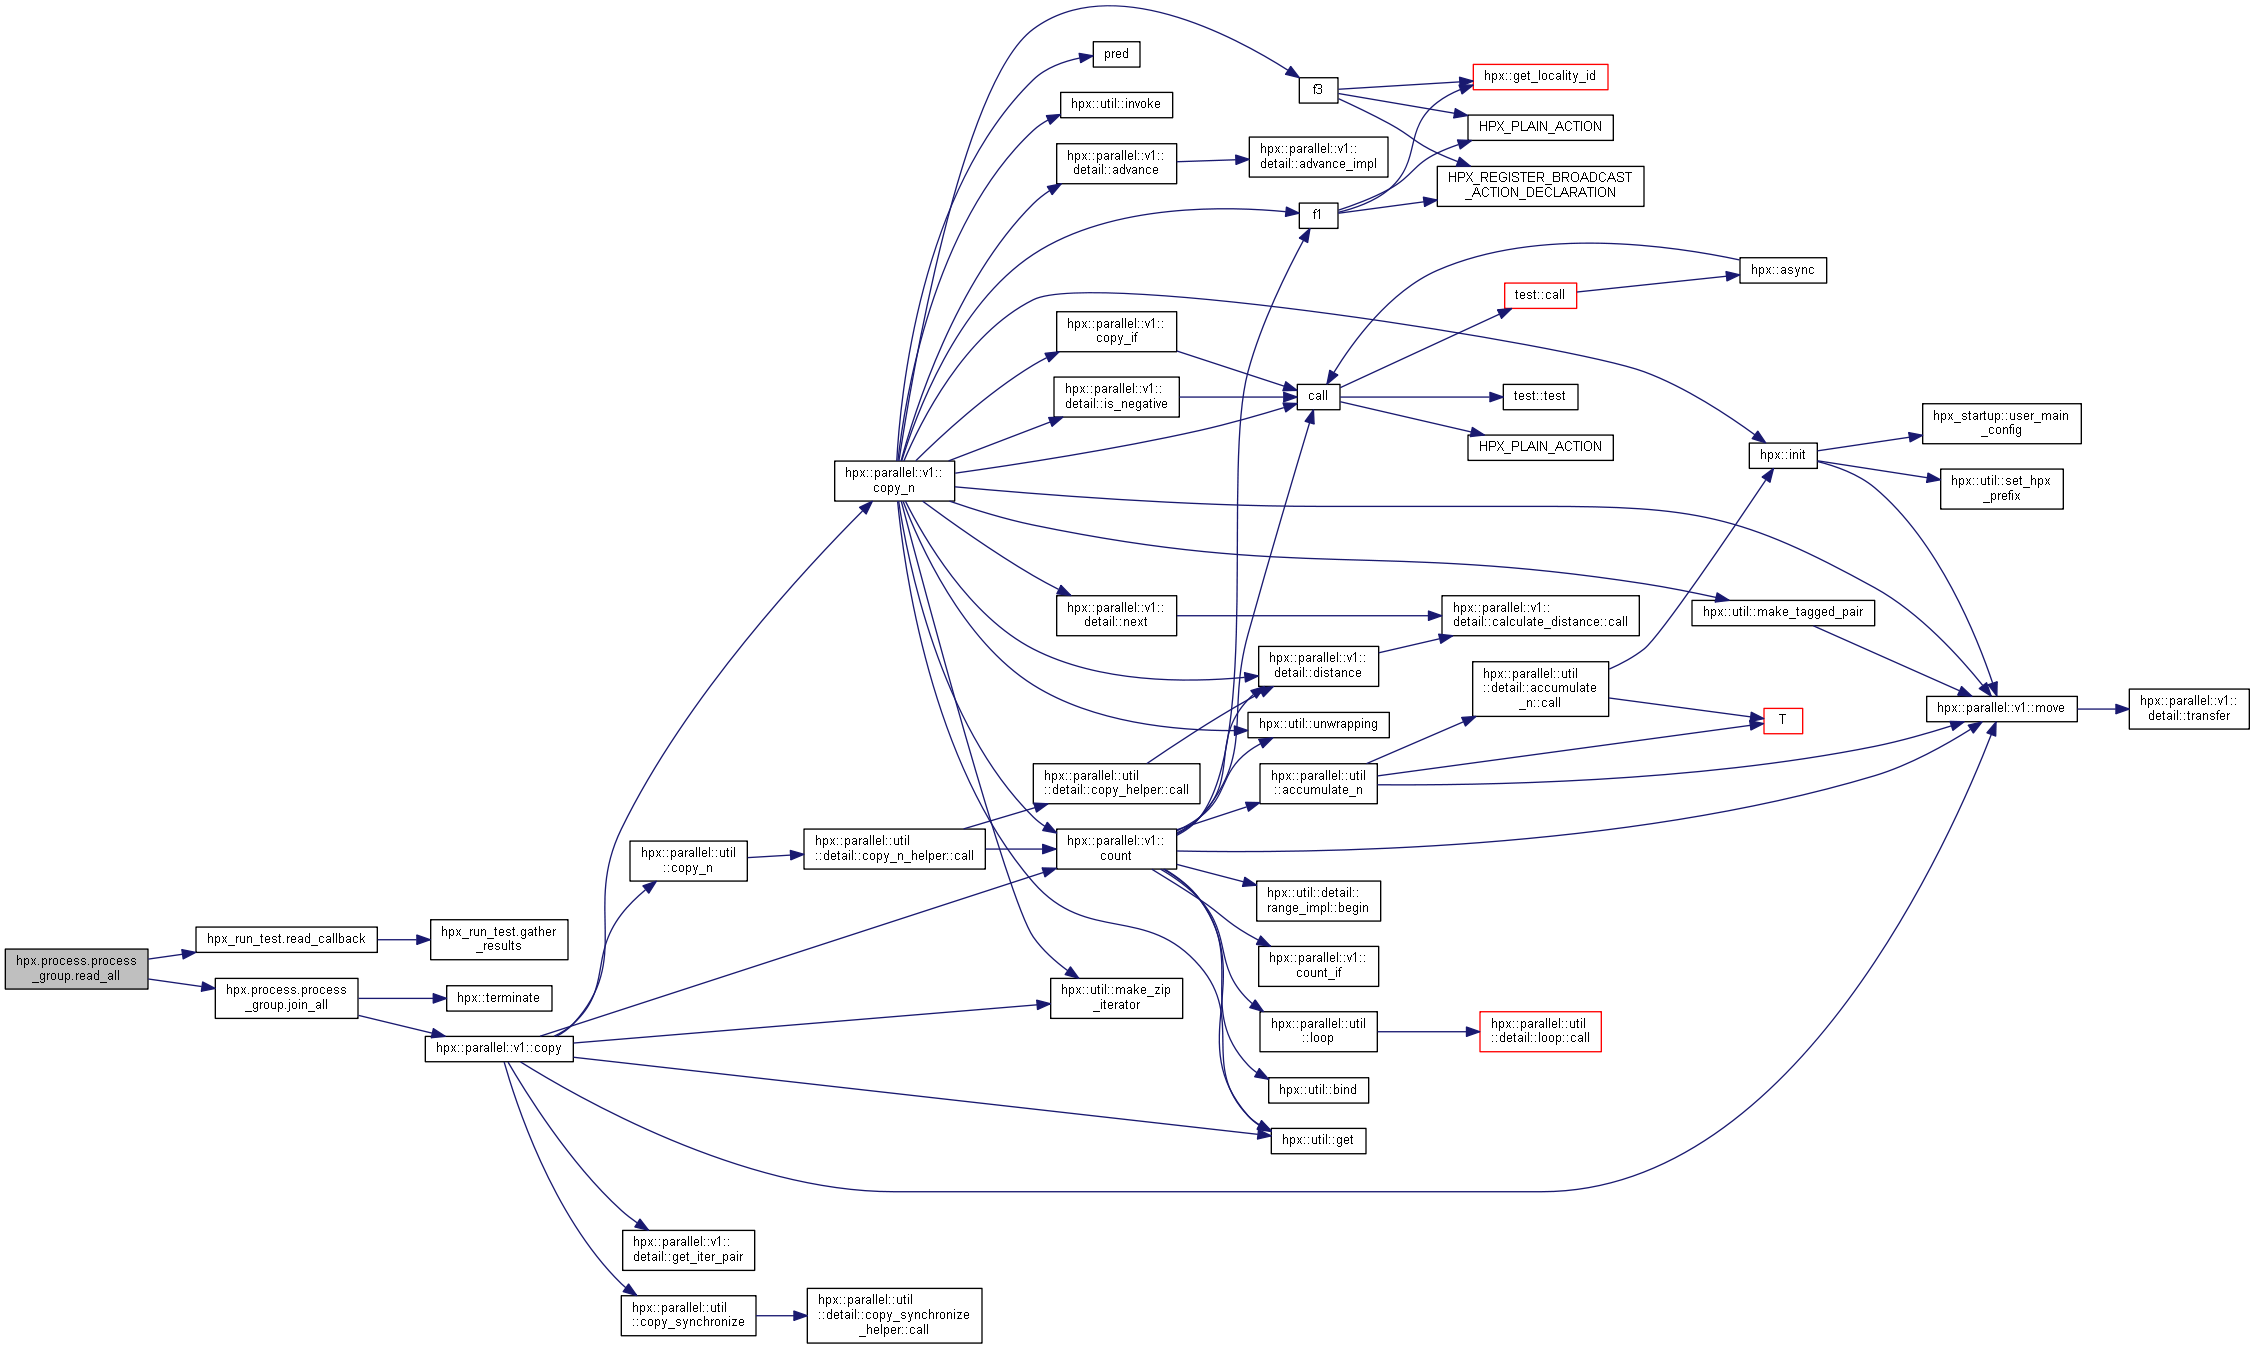 hpx.process.process
_group.read_all
hpx_run_test.read_callback
hpx_run_test.gather
_results
hpx.process.process
_group.join_all
hpx::terminate
hpx::parallel::v1::copy
hpx::parallel::util
::copy_n
hpx::parallel::v1::
detail::get_iter_pair
hpx::parallel::util
::copy_synchronize
hpx::parallel::util
::detail::copy_n_helper::call
hpx::parallel::util
::detail::copy_synchronize
_helper::call
hpx::parallel::v1::
copy_n
pred
hpx::util::invoke
hpx::parallel::v1::
detail::advance
hpx::parallel::v1::
copy_if
hpx::parallel::v1::
detail::is_negative
hpx::parallel::v1::
detail::next
hpx::parallel::util
::detail::copy_helper::call
hpx::parallel::v1::
count
hpx::util::make_zip
_iterator
f3
hpx::parallel::v1::
detail::advance_impl
f1
call
hpx::parallel::v1::
detail::distance
hpx::util::unwrapping
hpx::parallel::util
::accumulate_n
hpx::util::detail::
range_impl::begin
hpx::parallel::v1::
count_if
hpx::parallel::util
::loop
hpx::util::bind
hpx::util::get
hpx::get_locality_id
HPX_PLAIN_ACTION
HPX_REGISTER_BROADCAST
_ACTION_DECLARATION
test::call
test::test
HPX_PLAIN_ACTION
hpx::parallel::v1::
detail::calculate_distance::call
hpx::parallel::util
::detail::accumulate
_n::call
hpx::parallel::util
::detail::loop::call
hpx::async
hpx::init
hpx::util::make_tagged_pair
T
hpx_startup::user_main
_config
hpx::util::set_hpx
_prefix
hpx::parallel::v1::move
hpx::parallel::v1::
detail::transfer